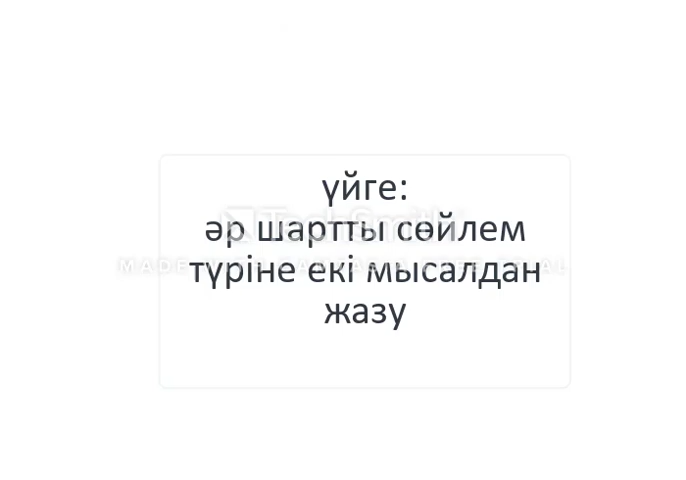 үйге:
әр шартты сөйлем
түріне екі мысалдан
жазу